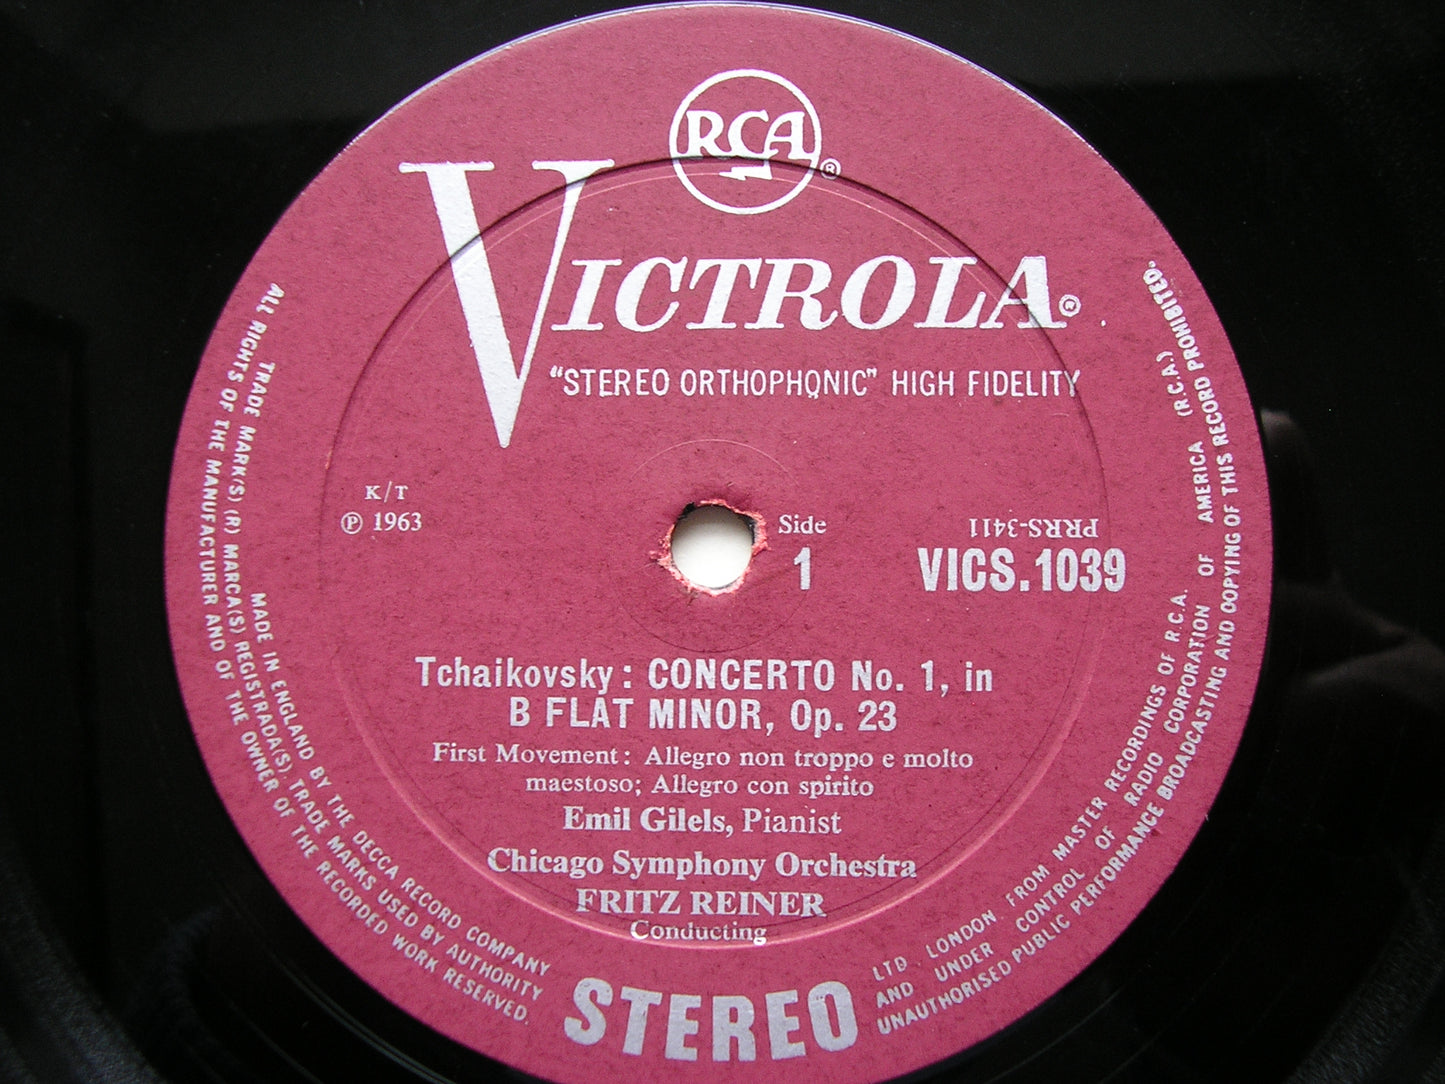 RCA
®
VICTROLA®
"STEREO ORTHOPHONIC" HIGH FIDELITY
K/T
℗ 1963
Side
1
PRRS-3411
VICS.1039
Tchaikovsky: CONCERTO No. 1, in
B FLAT MINOR, Op. 23
First Movement: Allegro non troppo e molto
maestoso; Allegro con spirito
Emil Gilels, Pianist
Chicago Symphony Orchestra
FRITZ REINER
Conducting
STEREO
MADE IN ENGLAND BY THE DECCA RECORD COMPANY LTD. LONDON FROM MASTER RECORDINGS OF R.C.A.
TRADE MARK(S) (R) MARCA(S) REGISTRADA(S). TRADE MARKS USED BY AUTHORITY AND UNDER CONTROL OF RADIO CORPORATION OF AMERICA (R.C.A.)
ALL RIGHTS OF THE MANUFACTURER AND OF THE OWNER OF THE RECORDED WORK RESERVED. UNAUTHORISED PUBLIC PERFORMANCE BROADCASTING AND COPYING OF THIS RECORD PROHIBITED.